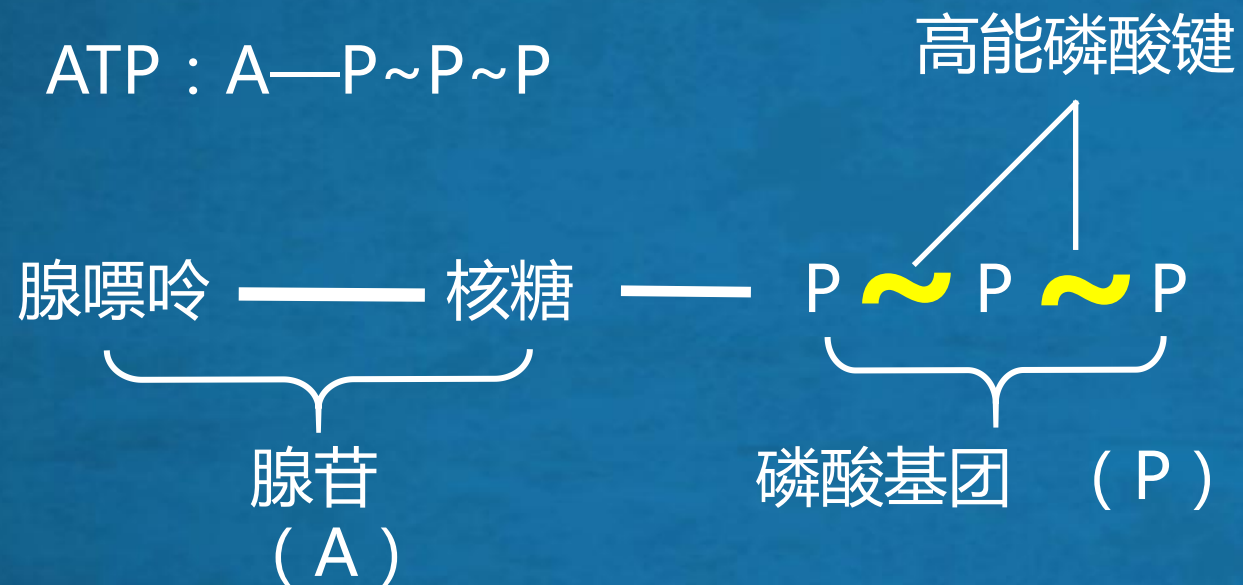 高能磷酸键
ATP：A—P~P~P
腺嘌呤 — 核糖 — P ~ P ~ P
腺苷
（A）
磷酸基团 （P）